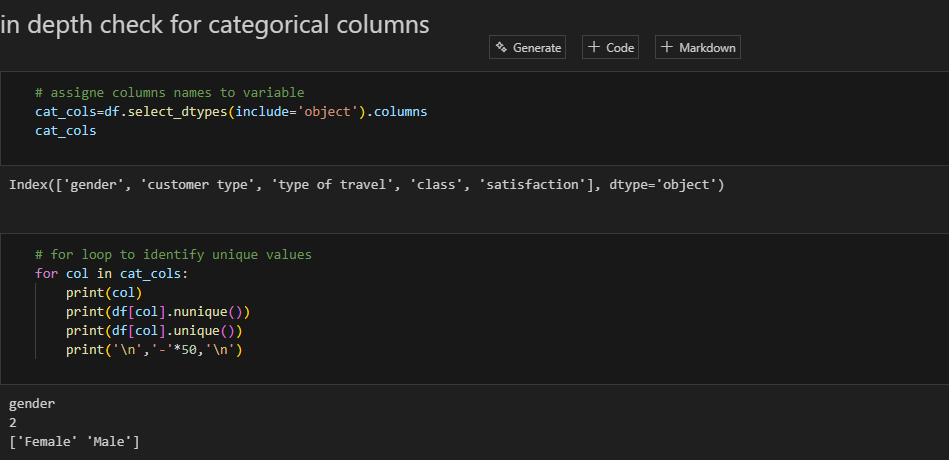 in depth check for categorical columns
Generate
+ Code
+ Markdown
# assigne columns names to variable
cat_cols=df.select_dtypes(include='object').columns
cat_cols
Index(['gender', 'customer type', 'type of travel', 'class', 'satisfaction'], dtype='object')
# for loop to identify unique values
for col in cat_cols:
    print(col)
    print(df[col].nunique())
    print(df[col].unique())
    print('\n','-'*50,'\n')
gender
2
['Female' 'Male']